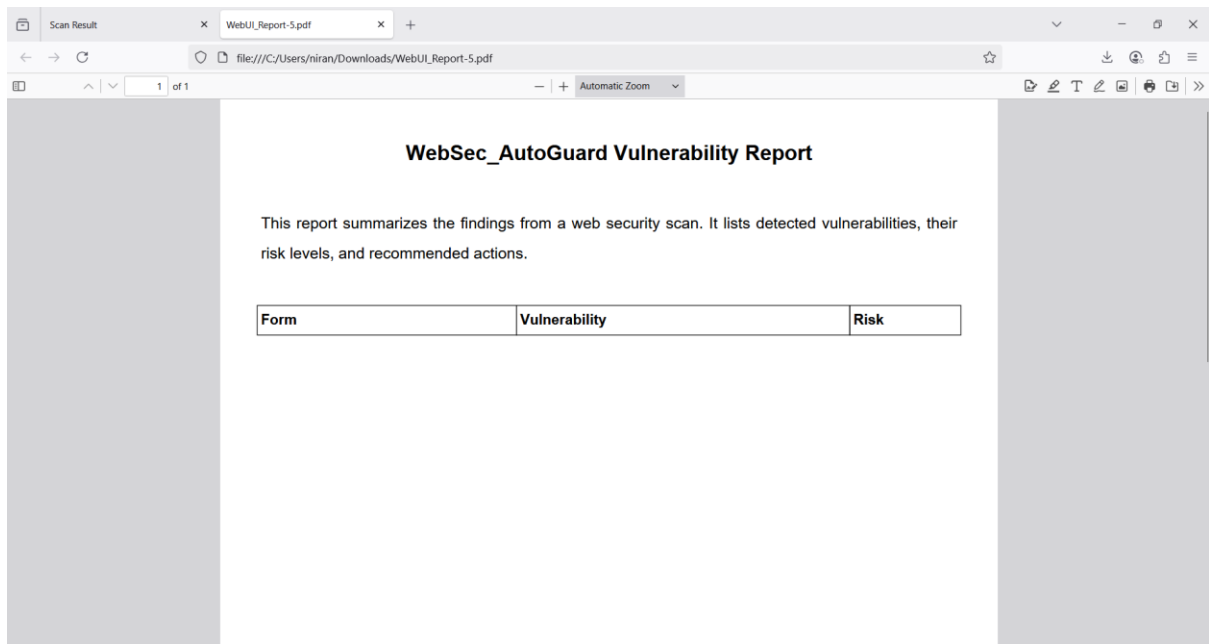 Scan Result
WebUI_Report-5.pdf
file:///C:/Users/niran/Downloads/WebUI_Report-5.pdf
1 of 1
Automatic Zoom
WebSec_AutoGuard Vulnerability Report
This report summarizes the findings from a web security scan. It lists detected vulnerabilities, their
risk levels, and recommended actions.
Form Vulnerability Risk